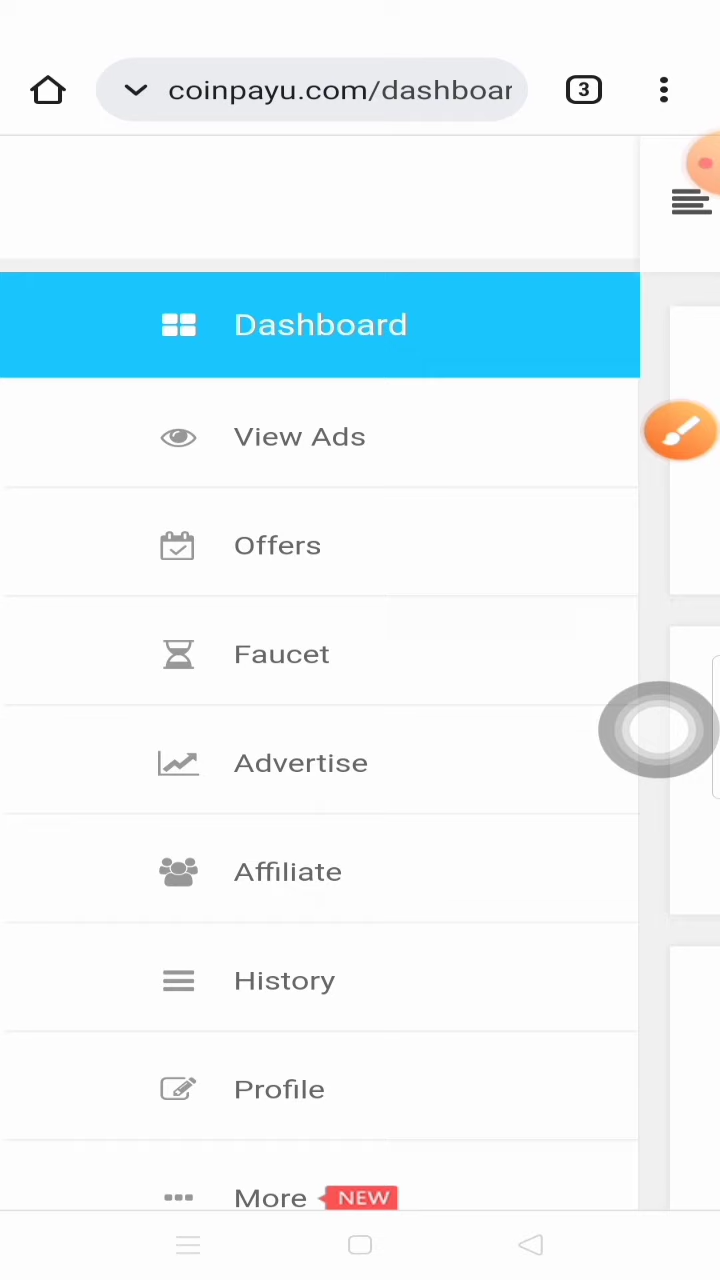 coinpayu.com/dashboar
3
Dashboard
View Ads
Offers
Faucet
Advertise
Affiliate
History
Profile
More NEW